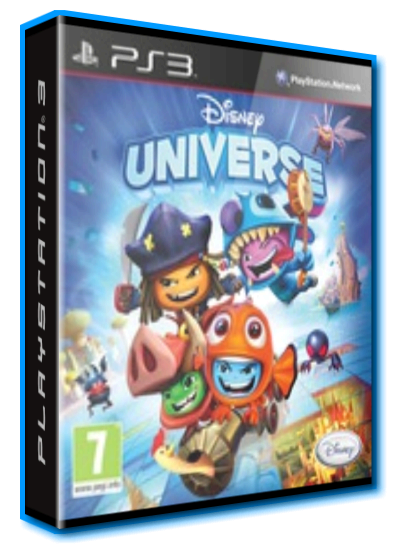 PS3
PlayStation.Network
Disney
UNIVERSE
PLAYSTATION®3
7
www.pegi.info
Disney